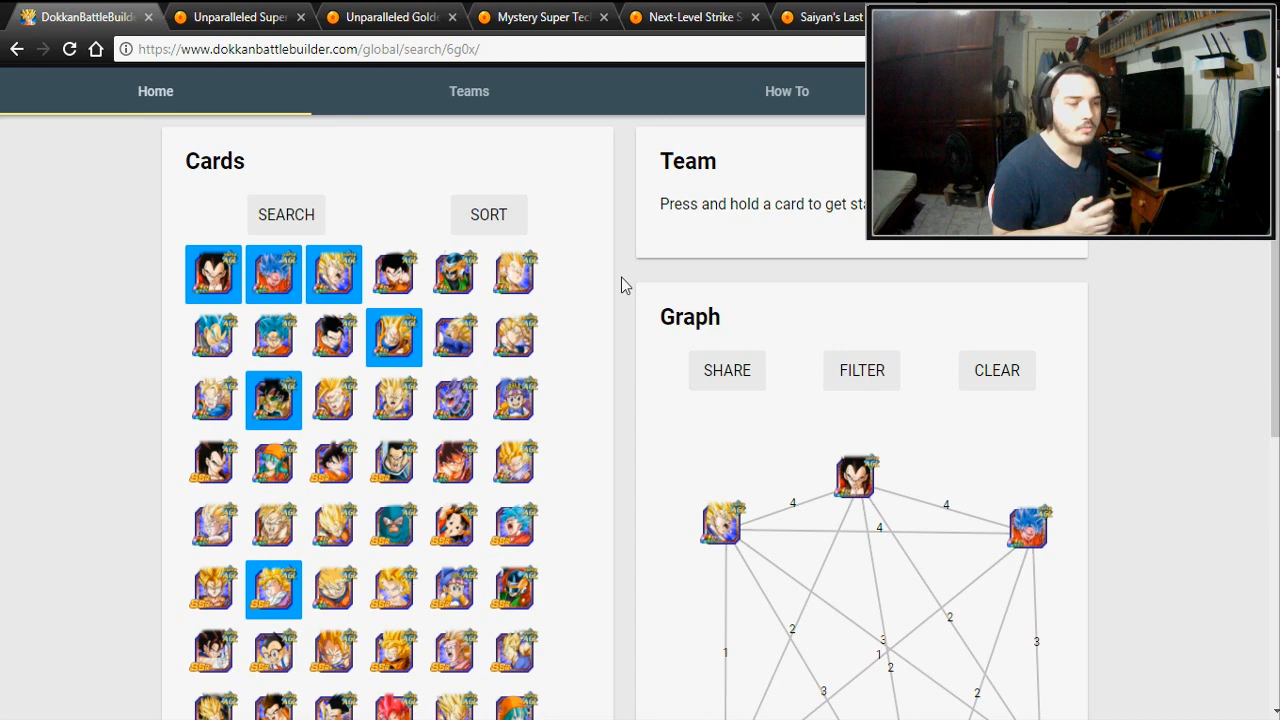 DokkanBattleBuild
Unparalleled Super
Unparalleled Gold
Mystery Super Tec
Next-Level Strike S
Saiyan's Last
https://www.dokkanbattlebuilder.com/global/search/6g0x/
Home
Teams
How To
Cards
Team
SEARCH
SORT
Press and hold a card to get sta
Graph
SHARE
FILTER
CLEAR
4
4
4
2
2
3
1
3
1
2
3
2